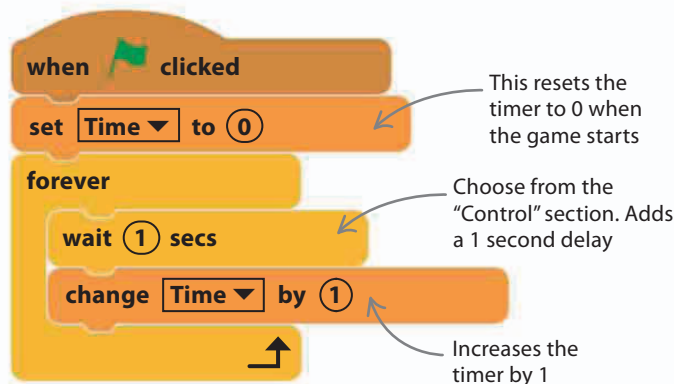 when clicked
set Time to 0
This resets the
timer to 0 when
the game starts
forever
wait 1 secs
Choose from the
“Control” section. Adds
a 1 second delay
change Time by 1
Increases the
timer by 1